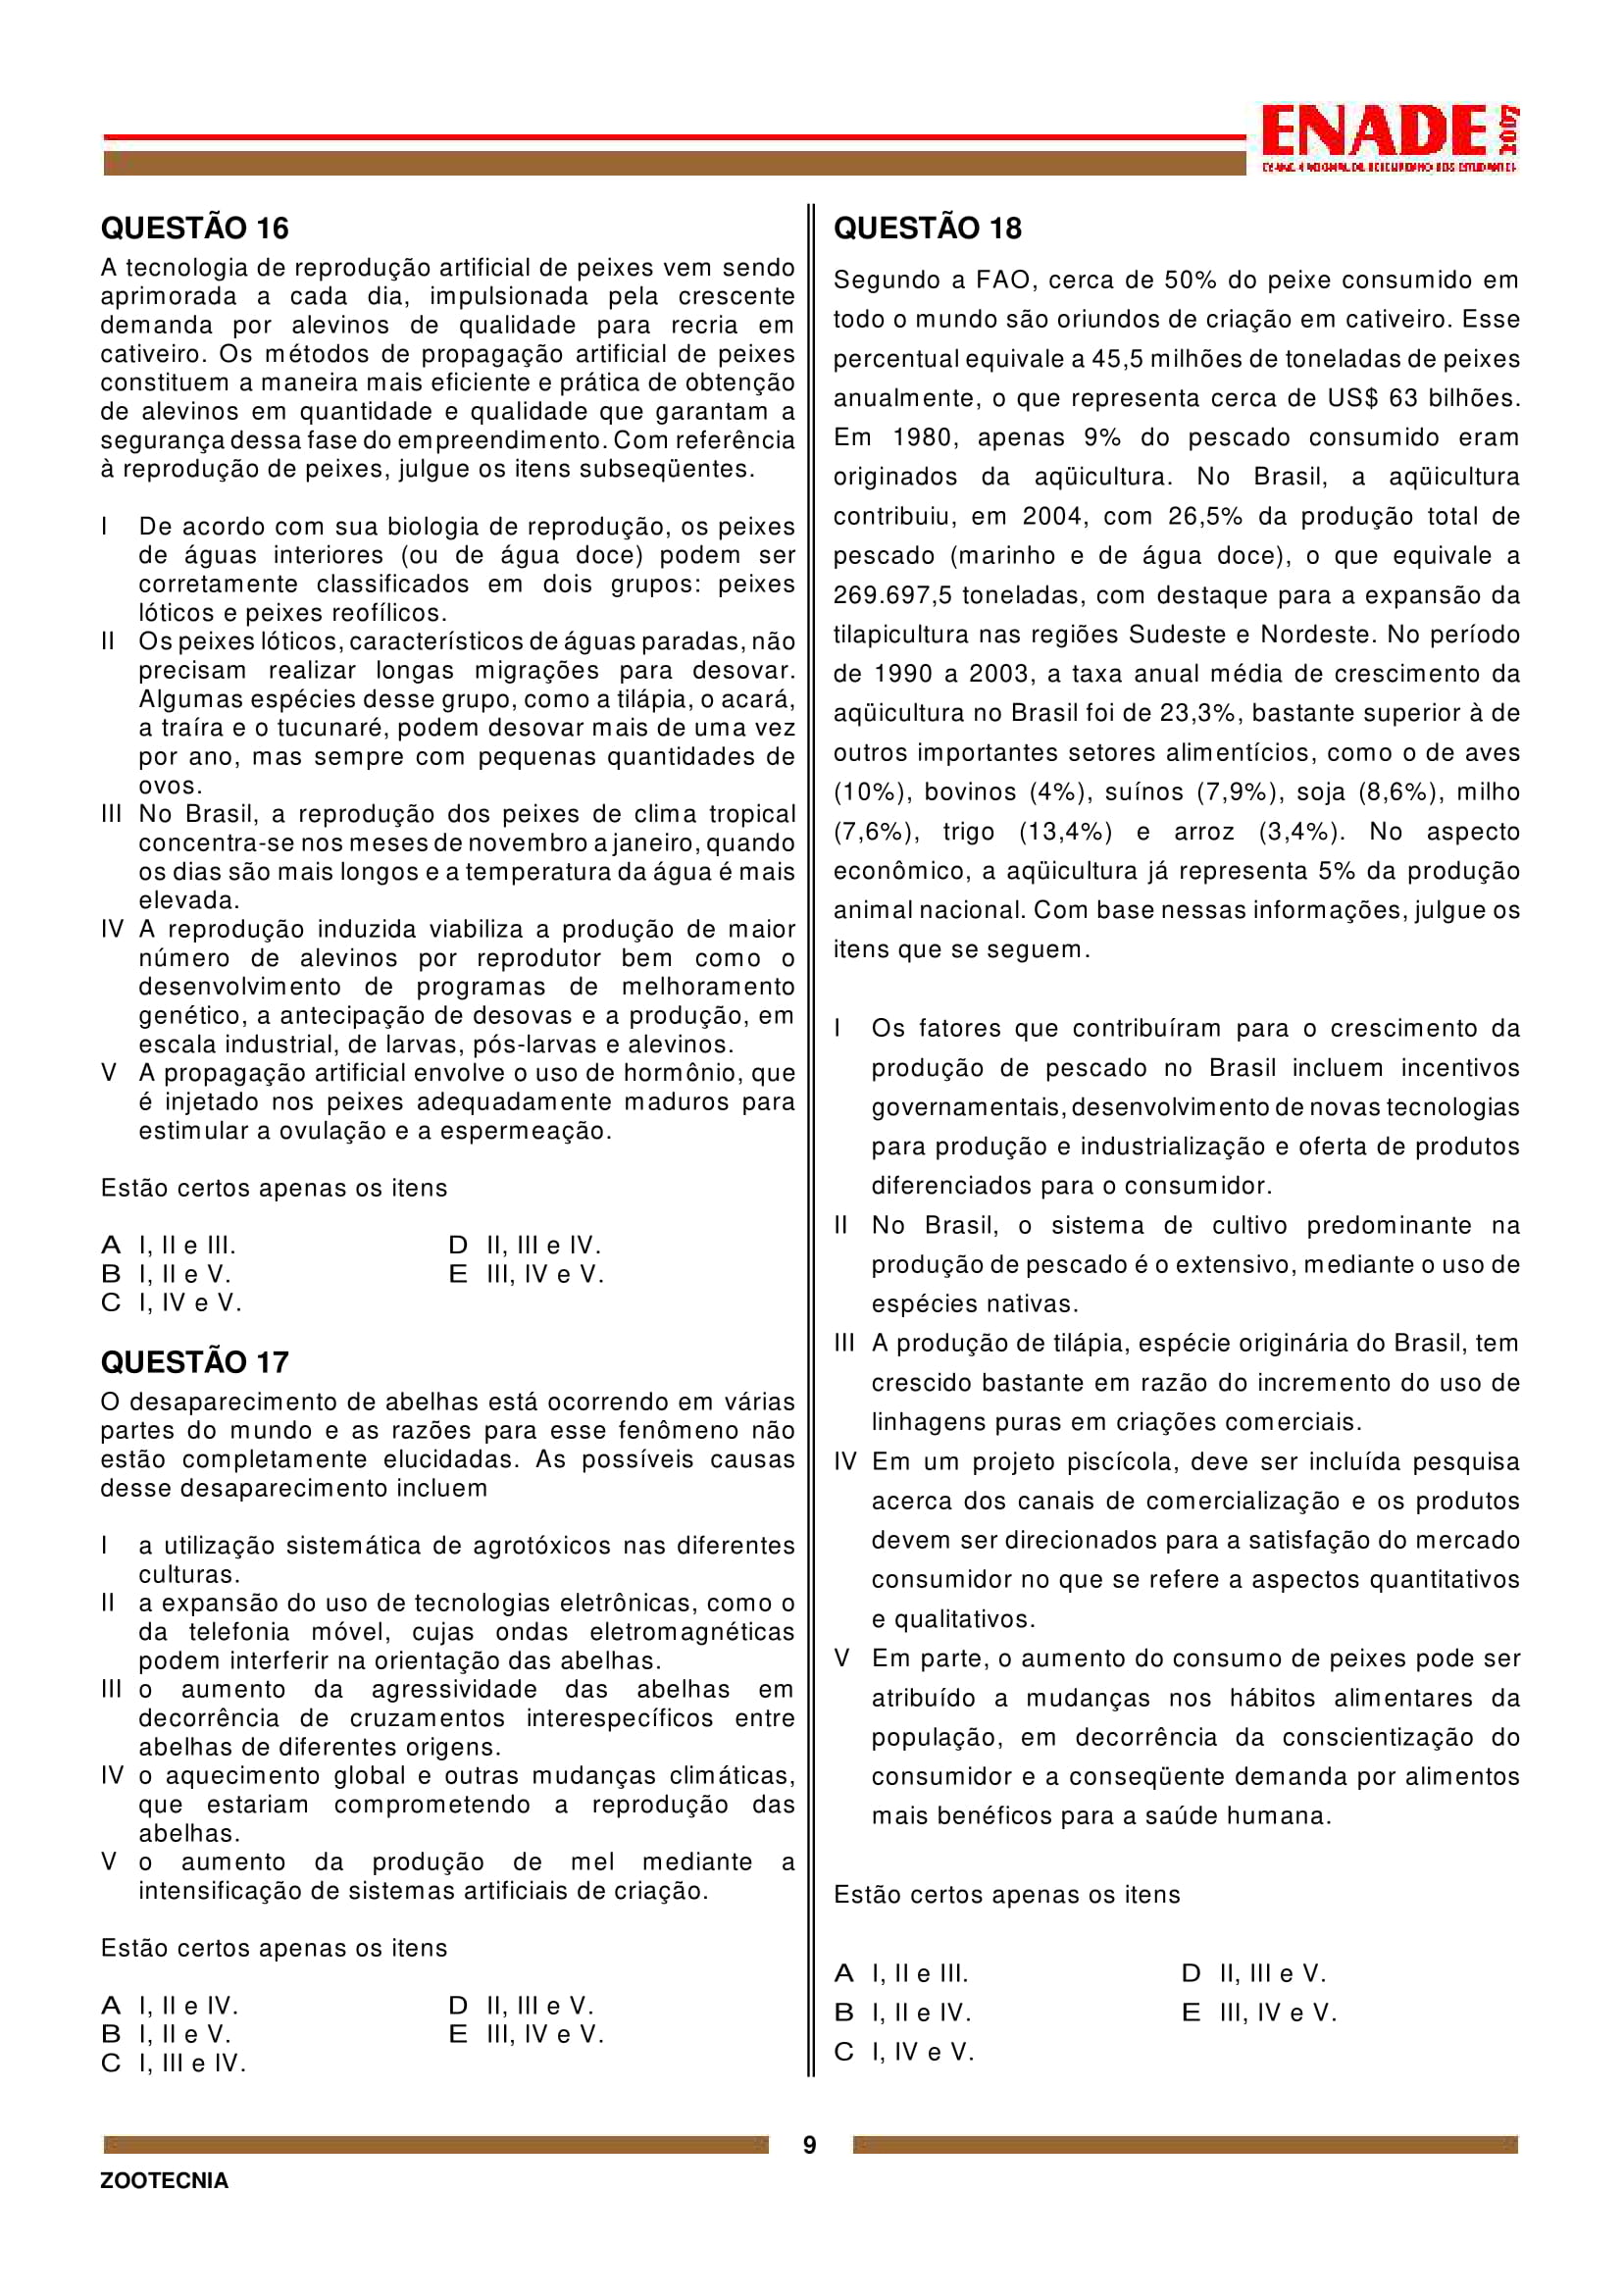 ENADE 2007
EXAME NACIONAL DE DESEMPENHO DOS ESTUDANTES
QUESTÃO 16
A tecnologia de reprodução artificial de peixes vem sendo
aprimorada a cada dia, impulsionada pela crescente
demanda por alevinos de qualidade para recria em
cativeiro. Os métodos de propagação artificial de peixes
constituem a maneira mais eficiente e prática de obtenção
de alevinos em quantidade e qualidade que garantam a
segurança dessa fase do empreendimento. Com referência
à reprodução de peixes, julgue os itens subseqüentes.
I De acordo com sua biologia de reprodução, os peixes
de águas interiores (ou de água doce) podem ser
corretamente classificados em dois grupos: peixes
lóticos e peixes reofílicos.
II Os peixes lóticos, característicos de águas paradas, não
precisam realizar longas migrações para desovar.
Algumas espécies desse grupo, como a tilápia, o acará,
a traíra e o tucunaré, podem desovar mais de uma vez
por ano, mas sempre com pequenas quantidades de
ovos.
III No Brasil, a reprodução dos peixes de clima tropical
concentra-se nos meses de novembro a janeiro, quando
os dias são mais longos e a temperatura da água é mais
elevada.
IV A reprodução induzida viabiliza a produção de maior
número de alevinos por reprodutor bem como o
desenvolvimento de programas de melhoramento
genético, a antecipação de desovas e a produção, em
escala industrial, de larvas, pós-larvas e alevinos.
V A propagação artificial envolve o uso de hormônio, que
é injetado nos peixes adequadamente maduros para
estimular a ovulação e a espermeação.
Estão certos apenas os itens
A I, II e III.
B I, II e V.
C I, IV e V.
D II, III e IV.
E III, IV e V.
QUESTÃO 17
O desaparecimento de abelhas está ocorrendo em várias
partes do mundo e as razões para esse fenômeno não
estão completamente elucidadas. As possíveis causas
desse desaparecimento incluem
I a utilização sistemática de agrotóxicos nas diferentes
culturas.
II a expansão do uso de tecnologias eletrônicas, como o
da telefonia móvel, cujas ondas eletromagnéticas
podem interferir na orientação das abelhas.
III o aumento da agressividade das abelhas em
decorrência de cruzamentos interespecíficos entre
abelhas de diferentes origens.
IV o aquecimento global e outras mudanças climáticas,
que estariam comprometendo a reprodução das
abelhas.
V o aumento da produção de mel mediante a
intensificação de sistemas artificiais de criação.
Estão certos apenas os itens
A I, II e IV.
B I, II e V.
C I, III e IV.
D II, III e V.
E III, IV e V.
QUESTÃO 18
Segundo a FAO, cerca de 50% do peixe consumido em
todo o mundo são oriundos de criação em cativeiro. Esse
percentual equivale a 45,5 milhões de toneladas de peixes
anualmente, o que representa cerca de US$ 63 bilhões.
Em 1980, apenas 9% do pescado consumido eram
originados da aqüicultura. No Brasil, a aqüicultura
contribuiu, em 2004, com 26,5% da produção total de
pescado (marinho e de água doce), o que equivale a
269.697,5 toneladas, com destaque para a expansão da
tilapicultura nas regiões Sudeste e Nordeste. No período
de 1990 a 2003, a taxa anual média de crescimento da
aqüicultura no Brasil foi de 23,3%, bastante superior à de
outros importantes setores alimentícios, como o de aves
(10%), bovinos (4%), suínos (7,9%), soja (8,6%), milho
(7,6%), trigo (13,4%) e arroz (3,4%). No aspecto
econômico, a aqüicultura já representa 5% da produção
animal nacional. Com base nessas informações, julgue os
itens que se seguem.
I Os fatores que contribuíram para o crescimento da
produção de pescado no Brasil incluem incentivos
governamentais, desenvolvimento de novas tecnologias
para produção e industrialização e oferta de produtos
diferenciados para o consumidor.
II No Brasil, o sistema de cultivo predominante na
produção de pescado é o extensivo, mediante o uso de
espécies nativas.
III A produção de tilápia, espécie originária do Brasil, tem
crescido bastante em razão do incremento do uso de
linhagens puras em criações comerciais.
IV Em um projeto piscícola, deve ser incluída pesquisa
acerca dos canais de comercialização e os produtos
devem ser direcionados para a satisfação do mercado
consumidor no que se refere a aspectos quantitativos
e qualitativos.
V Em parte, o aumento do consumo de peixes pode ser
atribuído a mudanças nos hábitos alimentares da
população, em decorrência da conscientização do
consumidor e a conseqüente demanda por alimentos
mais benéficos para a saúde humana.
Estão certos apenas os itens
A I, II e III.
B I, II e IV.
C I, IV e V.
D II, III e V.
E III, IV e V.
9
ZOOTECNIA